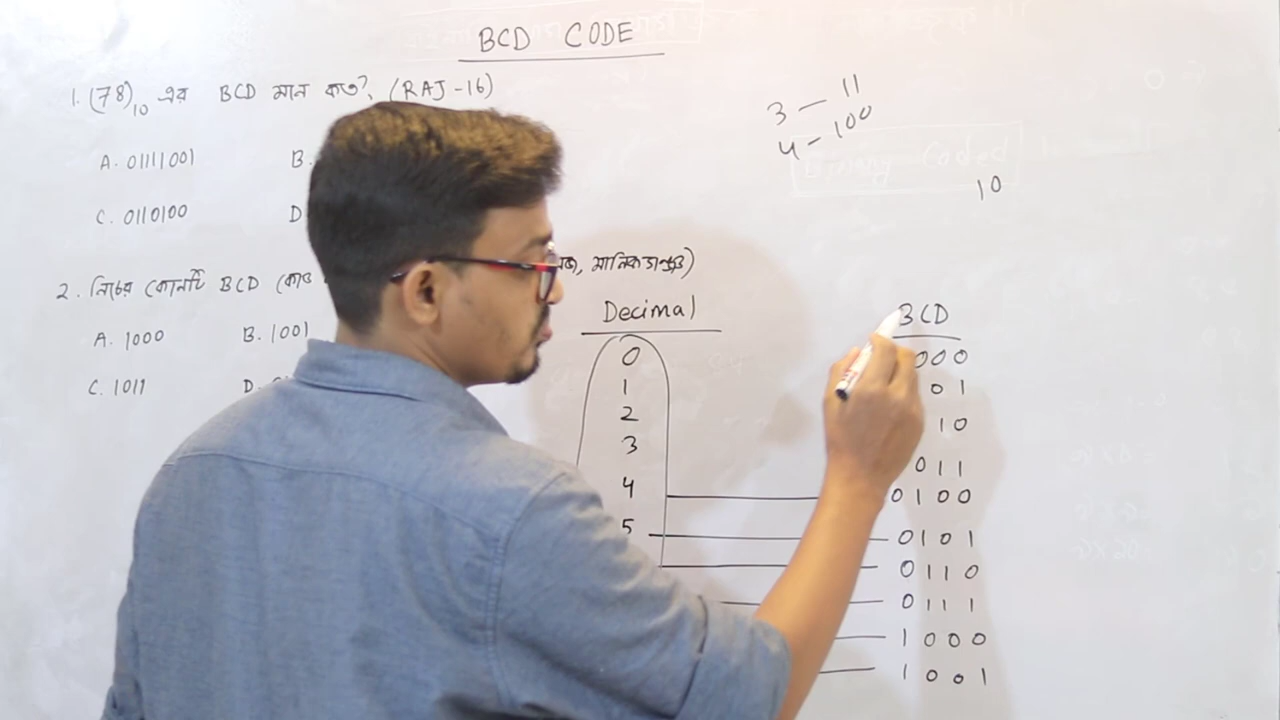 BCD CODE
1. (78)10 এর BCD মান কত? (RAJ-16)
A. 01111001 B.
C. 0110100 D
3 — 11
4 — 100
10
Binary Coded
2. নিচের কোনটি BCD কোড
A. 1000 B. 1001
C. 1011 D.
Decimal BCD
0 000
1 01
2 10
3 011
4 0100
5 0101
0110
0111
1000
1001